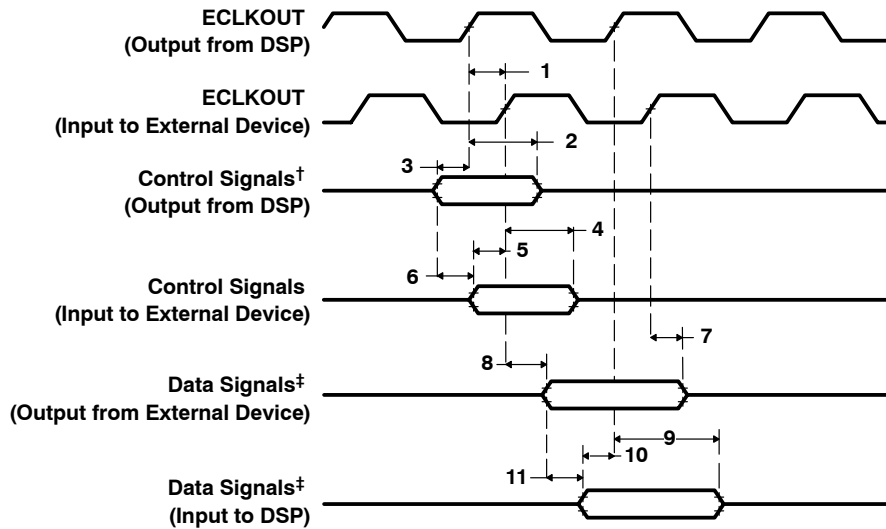 ECLKOUT
(Output from DSP)
1
ECLKOUT
(Input to External Device)
2
3
Control Signals†
(Output from DSP)
4
5
6
Control Signals
(Input to External Device)
7
8
Data Signals‡
(Output from External Device)
9
10
11
Data Signals‡
(Input to DSP)